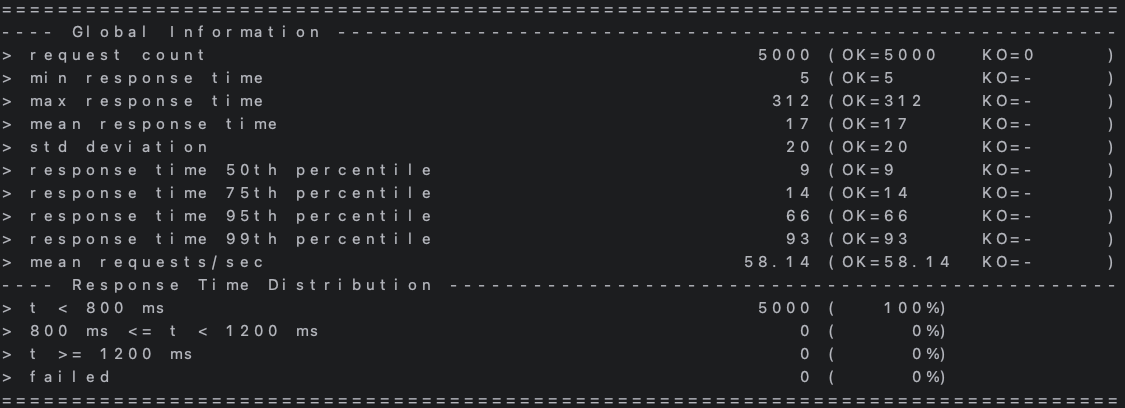 ================================================================================
---- Global Information --------------------------------------------------------
> request count                                       5000 (OK=5000   KO=0     )
> min response time                                      5 (OK=5      KO=-     )
> max response time                                    312 (OK=312    KO=-     )
> mean response time                                    17 (OK=17     KO=-     )
> std deviation                                         20 (OK=20     KO=-     )
> response time 50th percentile                          9 (OK=9      KO=-     )
> response time 75th percentile                         14 (OK=14     KO=-     )
> response time 95th percentile                         66 (OK=66     KO=-     )
> response time 99th percentile                         93 (OK=93     KO=-     )
> mean requests/sec                                  58.14 (OK=58.14  KO=-     )
---- Response Time Distribution ------------------------------------------------
> t < 800 ms                                          5000 (   100%)
> 800 ms <= t < 1200 ms                                  0 (     0%)
> t >= 1200 ms                                           0 (     0%)
> failed                                                 0 (     0%)
================================================================================